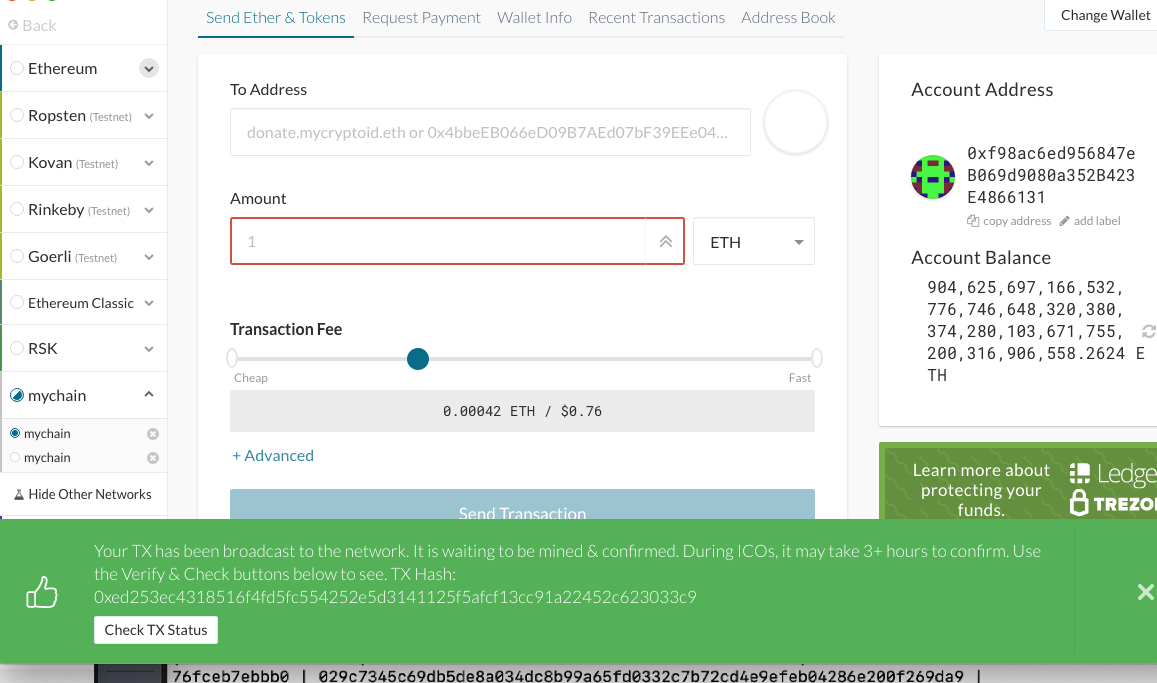 Back
Send Ether & Tokens
Request Payment
Wallet Info
Recent Transactions
Address Book
Change Wallet
Ethereum
Ropsten (Testnet)
Kovan (Testnet)
Rinkeby (Testnet)
Goerli (Testnet)
Ethereum Classic
RSK
mychain
mychain
mychain
Hide Other Networks
To Address
donate.mycryptoid.eth or 0x4bbeEB066eD09B7AEd07bF39EEe04...
Amount
1
ETH
Transaction Fee
Cheap
Fast
0.00042 ETH / $0.76
+ Advanced
Send Transaction
Account Address
0xf98ac6ed956847e
B069d9080a352B423
E4866131
copy address
add label
Account Balance
904,625,697,166,532,
776,746,648,320,380,
374,280,103,671,755,
200,316,906,558.2624 E
TH
Learn more about
protecting your
funds.
Ledge
TREZO
Your TX has been broadcast to the network. It is waiting to be mined & confirmed. During ICOs, it may take 3+ hours to confirm. Use
the Verify & Check buttons below to see. TX Hash:
0xed253ec4318516f4fd5fc554252e5d3141125f5afcf13cc91a22452c623033c9
Check TX Status
76fceb7ebbb0 | 029c7345c69db5de8a034dc8b99a65fd0332c7b72cd4e9efeb04286e200f269da9 |